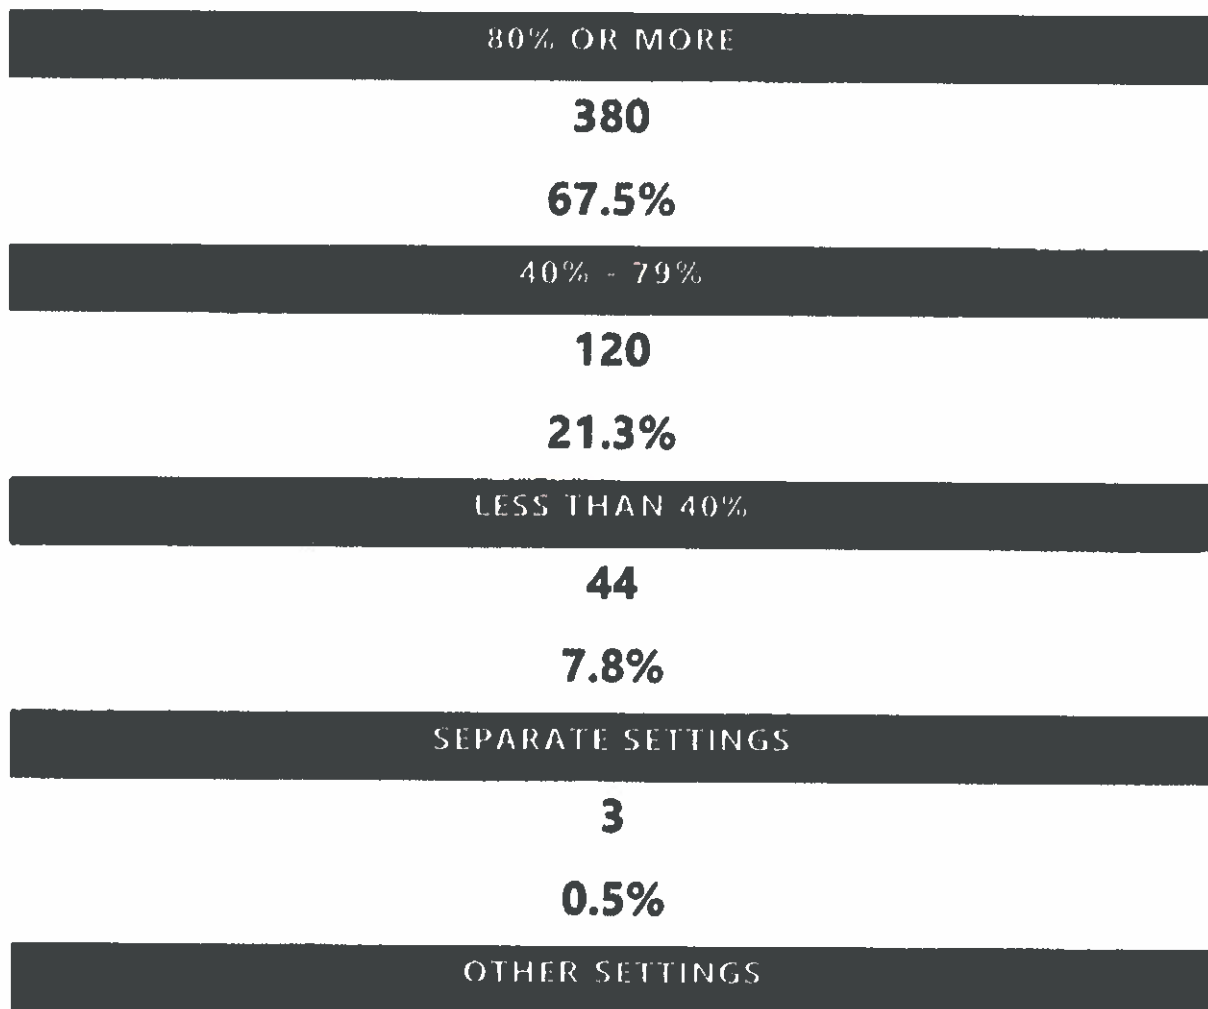 80% OR MORE
380
67.5%
40% - 79%
120
21.3%
LESS THAN 40%
44
7.8%
SEPARATE SETTINGS
3
0.5%
OTHER SETTINGS